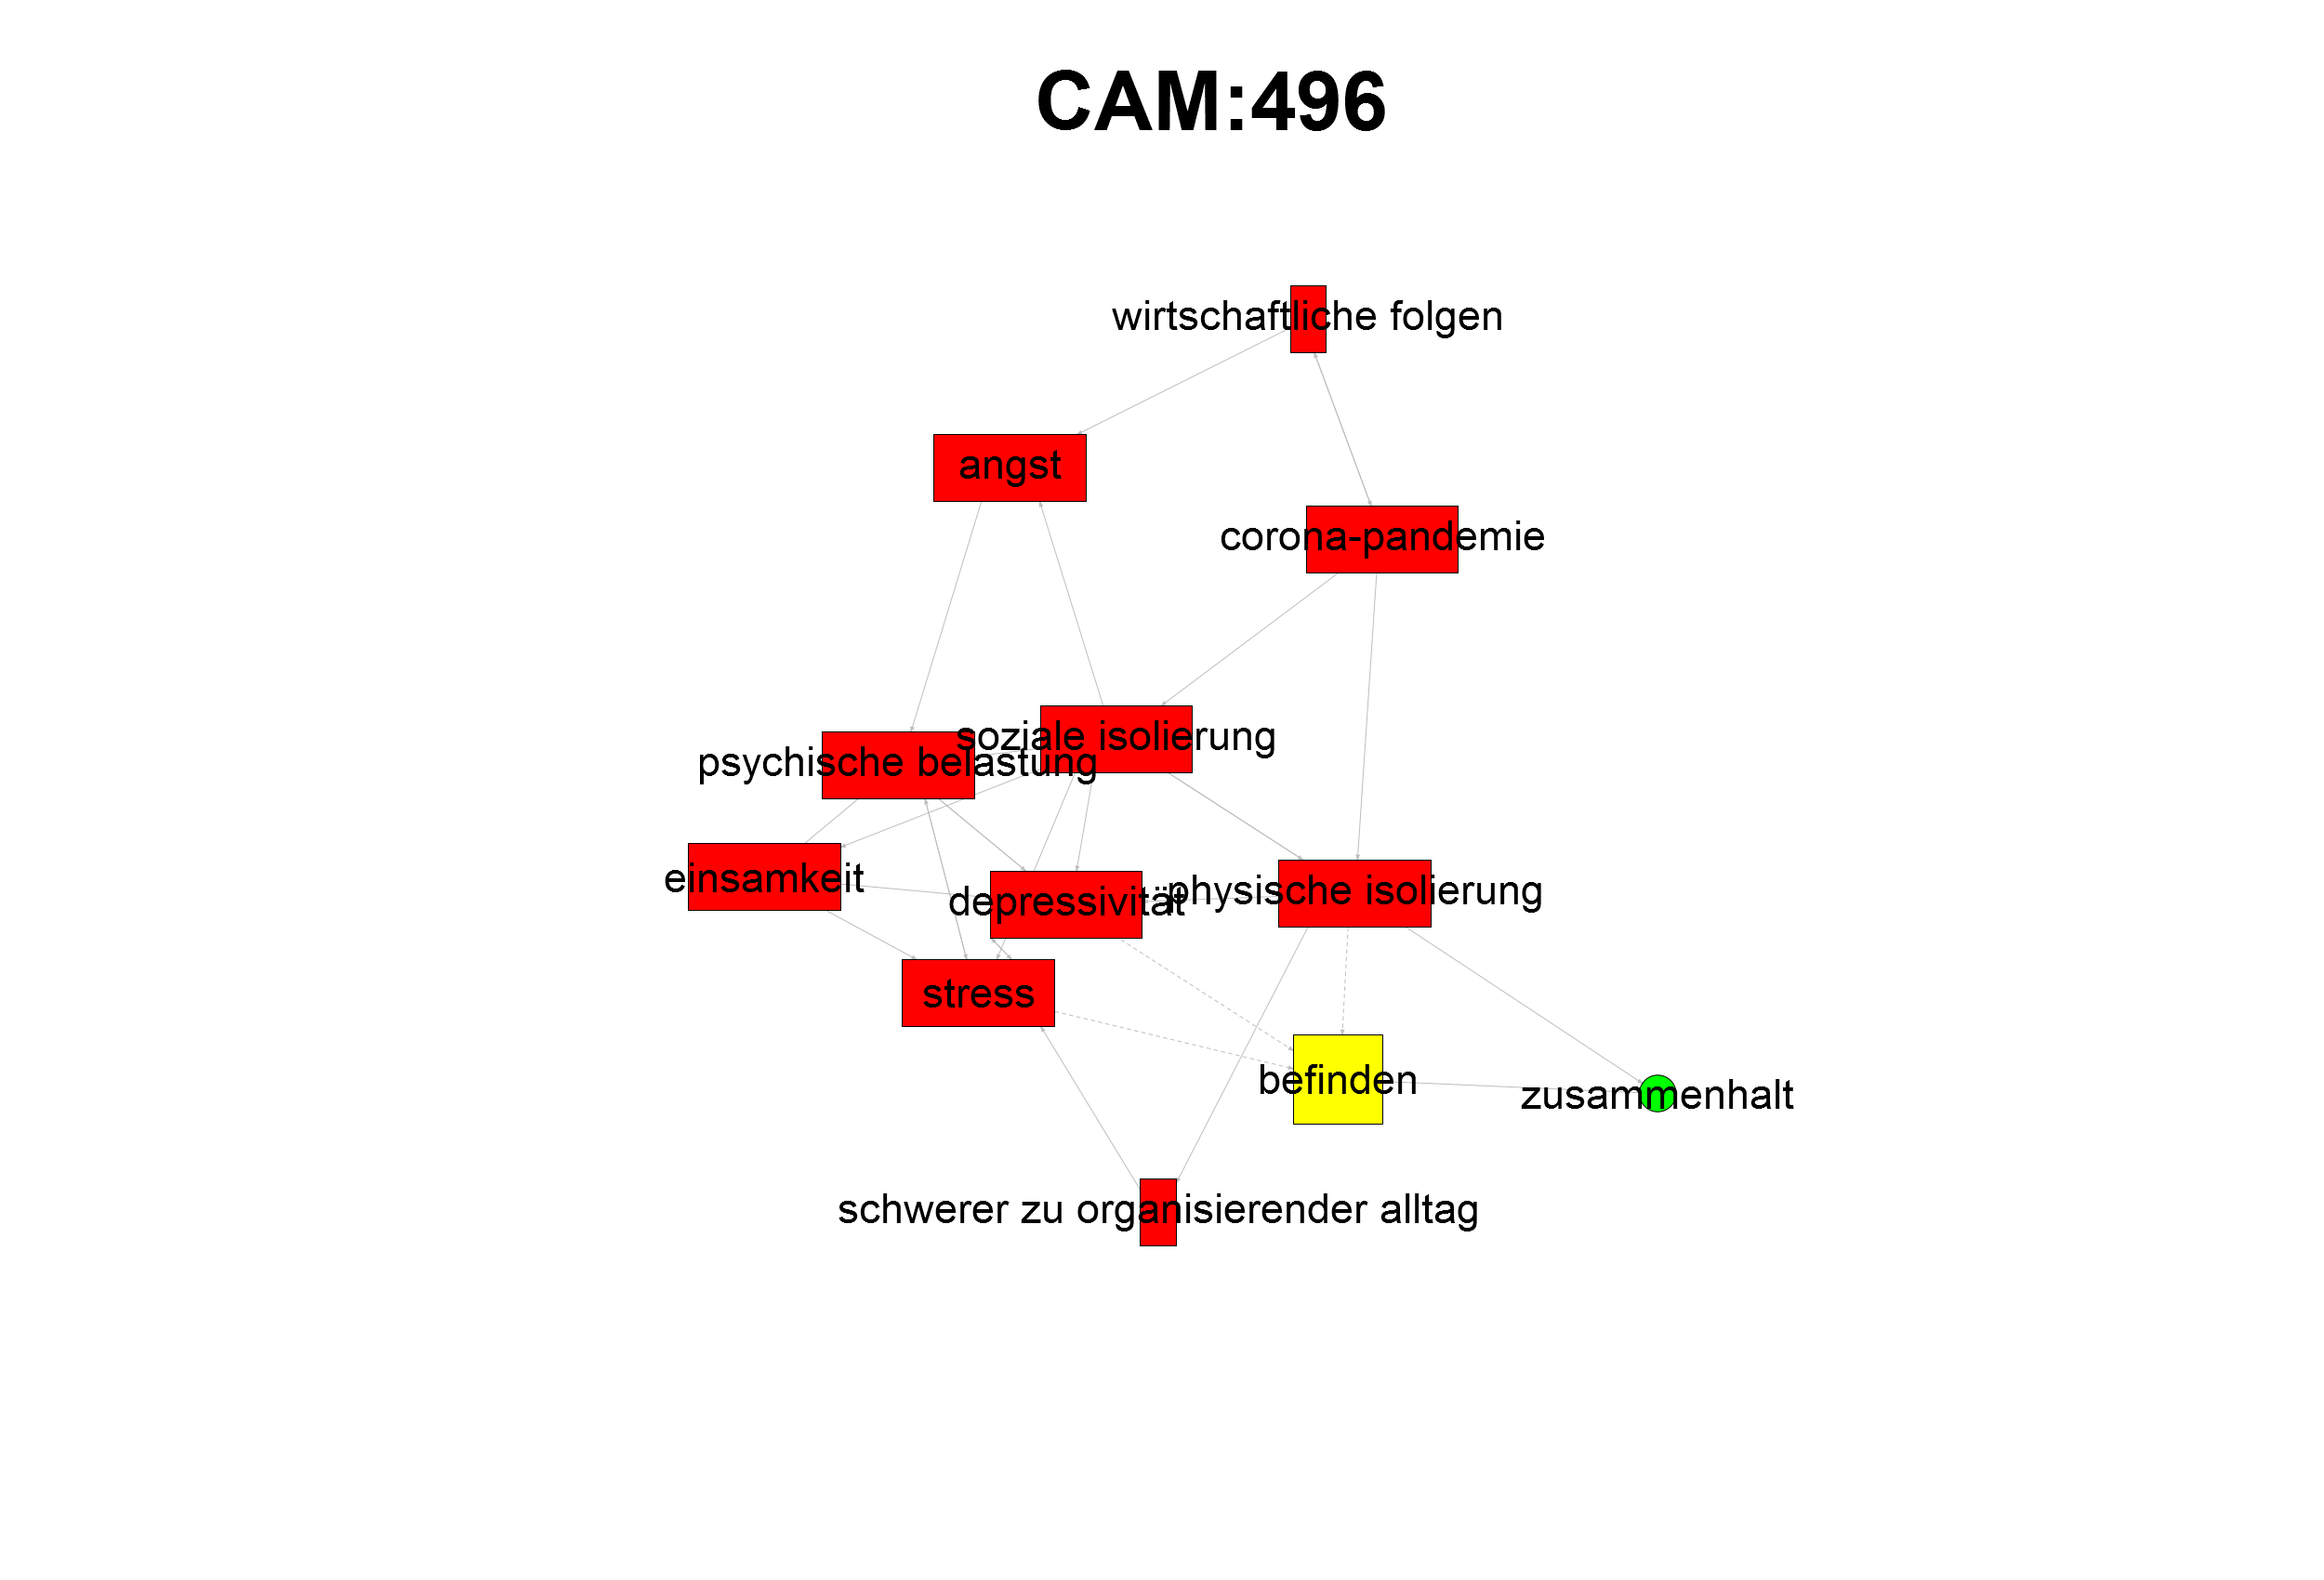 CAM:496
wirtschaftliche folgen
angst
corona-pandemie
soziale isolierung
psychische belastung
einsamkeit
depressivität
physische isolierung
stress
befinden
zusammenhalt
schwerer zu organisierender alltag